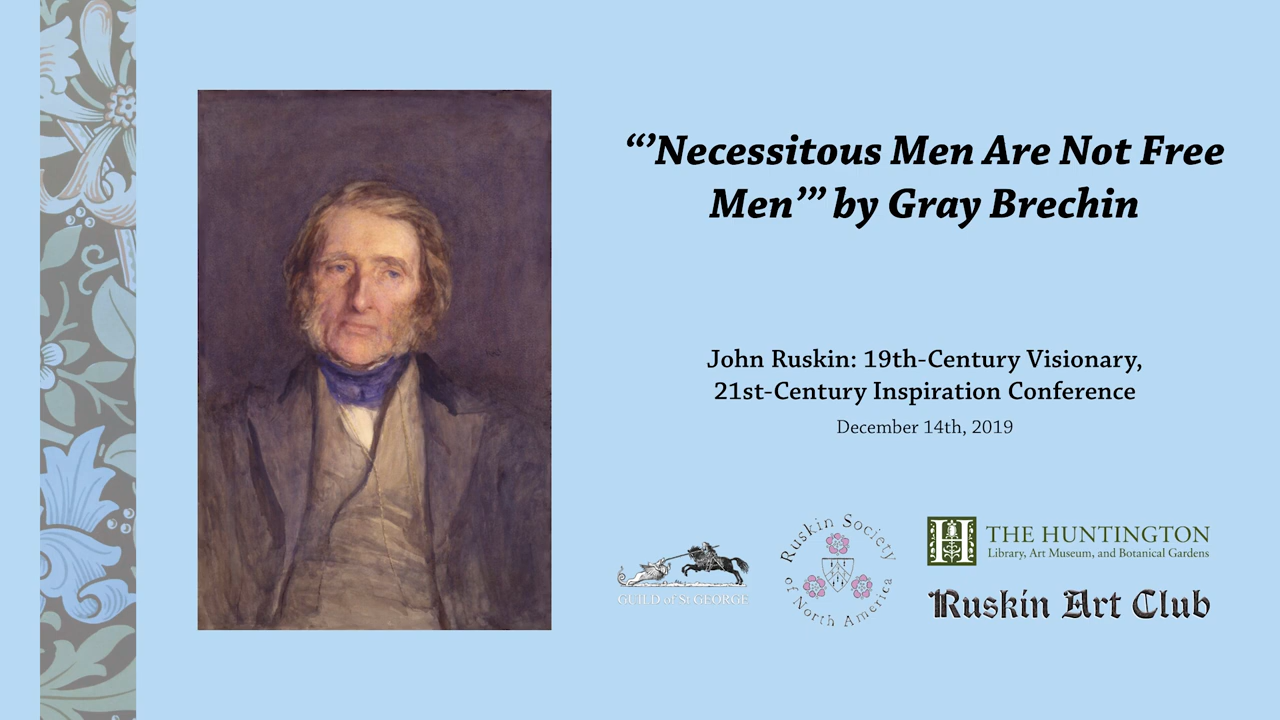 “’Necessitous Men Are Not Free
Men’” by Gray Brechin
John Ruskin: 19th-Century Visionary,
21st-Century Inspiration Conference
December 14th, 2019
GUILD of St GEORGE
Ruskin Society
of North America
H THE HUNTINGTON
Library, Art Museum, and Botanical Gardens
Ruskin Art Club